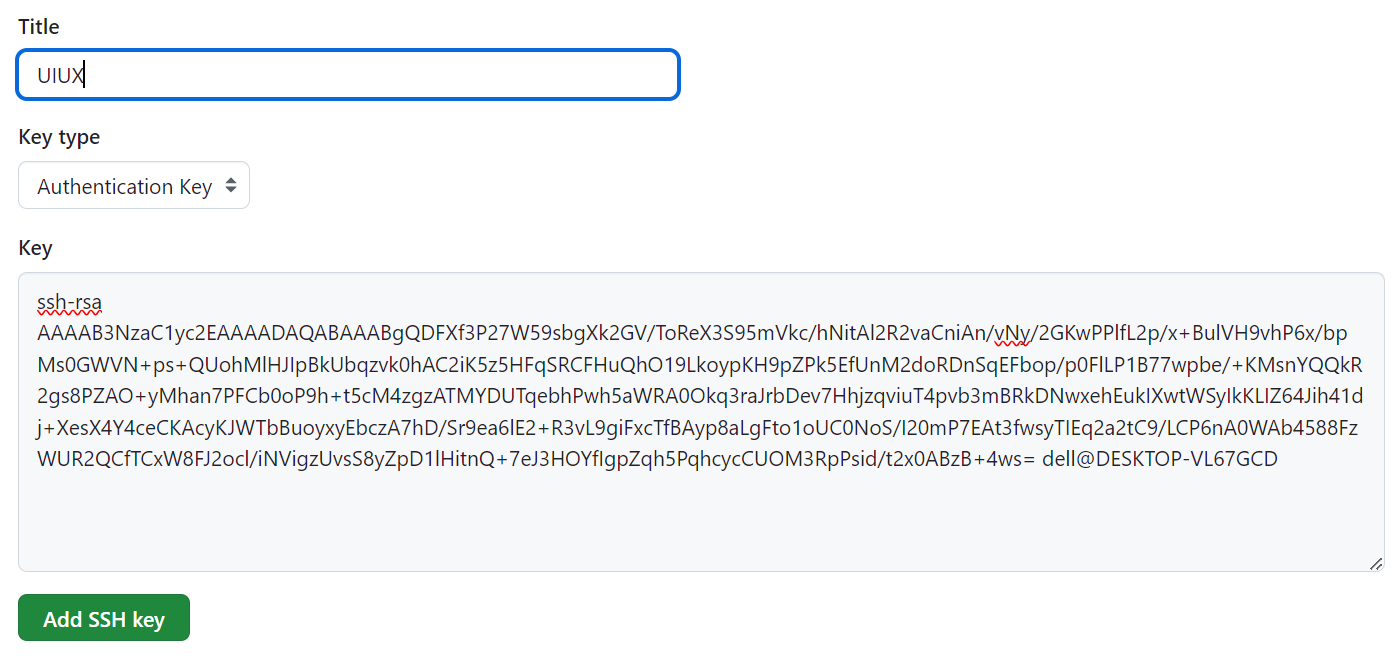 Title
UIUX
Key type
Authentication Key
Key
ssh-rsa
AAAAB3NzaC1yc2EAAAADAQABAAABgQDFXf3P27W59sbgXk2GV/ToReX3S95mVkc/hNitAl2R2vaCniAn/vNy/2GKwPPlfL2p/x+BulVH9vhP6x/bp
Ms0GWVN+ps+QUohMlHJIpBkUbqzvk0hAC2iK5z5HFqSRCFHuQhO19LkoypKH9pZPk5EfUnM2doRDnSqEFbop/p0FlLP1B77wpbe/+KMsnYQQkR
2gs8PZAO+yMhan7PFCb0oP9h+t5cM4zgzATMYDUTqebhPwh5aWRA0Okq3raJrbDev7HhjzqviuT4pvb3mBRkDNwxehEukIXwtWSyIkKLIZ64Jih41d
j+XesX4Y4ceCKAcyKJWTbBuoyxyEbczA7hD/Sr9ea6lE2+R3vL9giFxcTfBAyp8aLgFto1oUC0NoS/I20mP7EAt3fwsyTIEq2a2tC9/LCP6nA0WAb4588Fz
WUR2QCfTCxW8FJ2ocl/iNVigzUvsS8yZpD1lHitnQ+7eJ3HOYfIgpZqh5PqhcycCUOM3RpPsid/t2x0ABzB+4ws= dell@DESKTOP-VL67GCD
Add SSH key